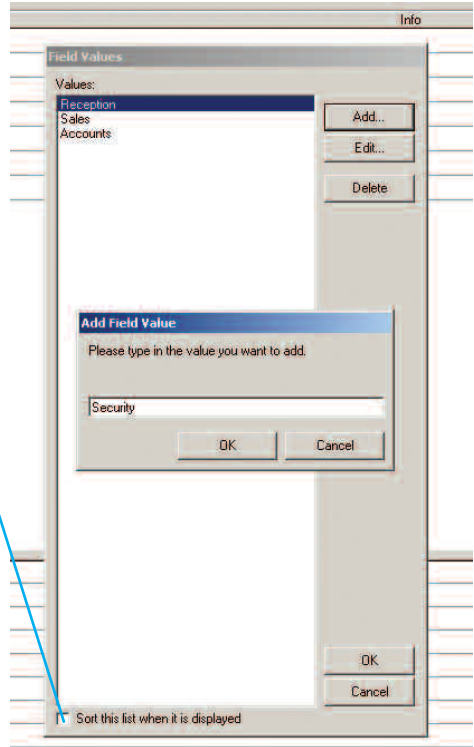 Info
Field Values
Values:
Reception
Sales
Accounts
Add...
Edit...
Delete
Add Field Value
Please type in the value you want to add.
Security
OK
Cancel
OK
Cancel
Sort this list when it is displayed